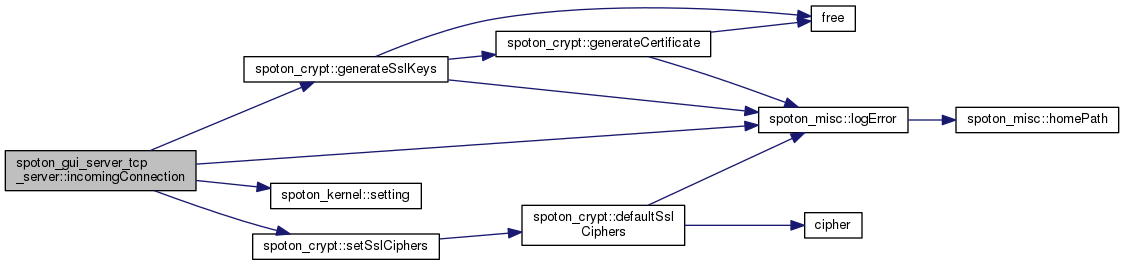 spoton_gui_server_tcp
_server::incomingConnection
spoton_crypt::generateSslKeys
spoton_kernel::setting
spoton_crypt::setSslCiphers
spoton_crypt::generateCertificate
spoton_crypt::defaultSsl
Ciphers
free
spoton_misc::logError
cipher
spoton_misc::homePath